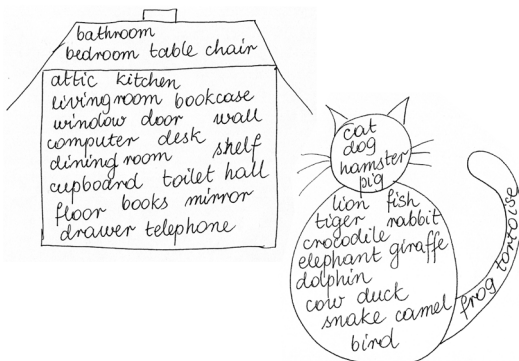 bathroom
bedroom table chair
attic kitchen
livingroom bookcase
window door wall
computer desk shelf
dining room
cupboard toilet hall
floor books mirror
drawer telephone
cat
dog
hamster
pig
lion fish
tiger rabbit
crocodile
elephant giraffe
dolphin
cow duck
snake camel
bird
frog tortoise